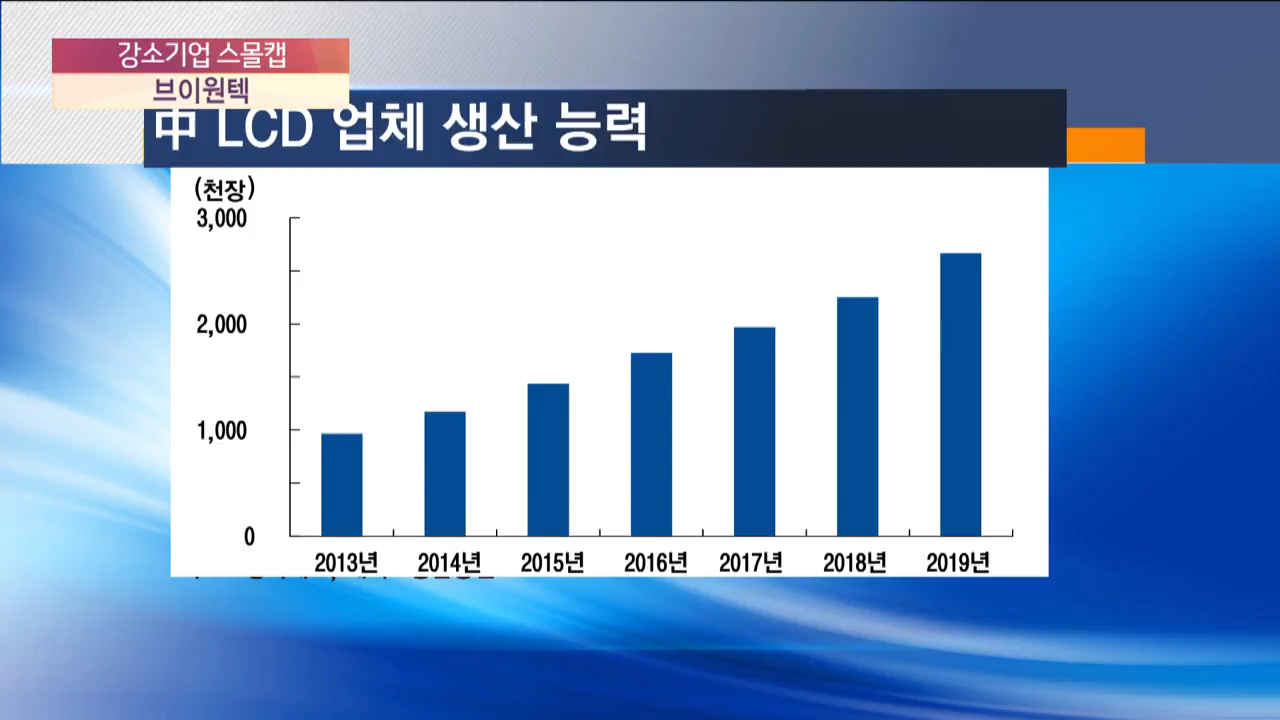 강소기업 스몰캡
브이원텍
中 LCD 업체 생산 능력
(천장)
3,000
2,000
1,000
0
2013년 2014년 2015년 2016년 2017년 2018년 2019년